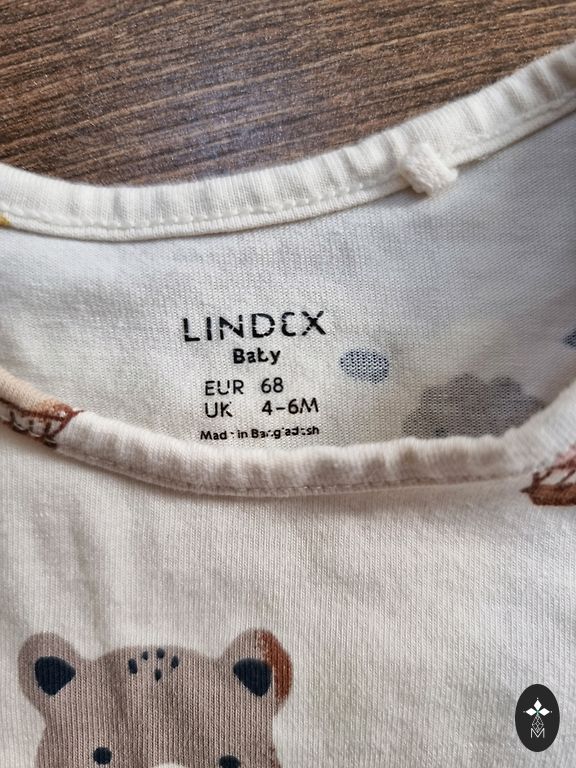 LINDEX
Baby
EUR 68
UK 4-6M
Made in Bangladesh